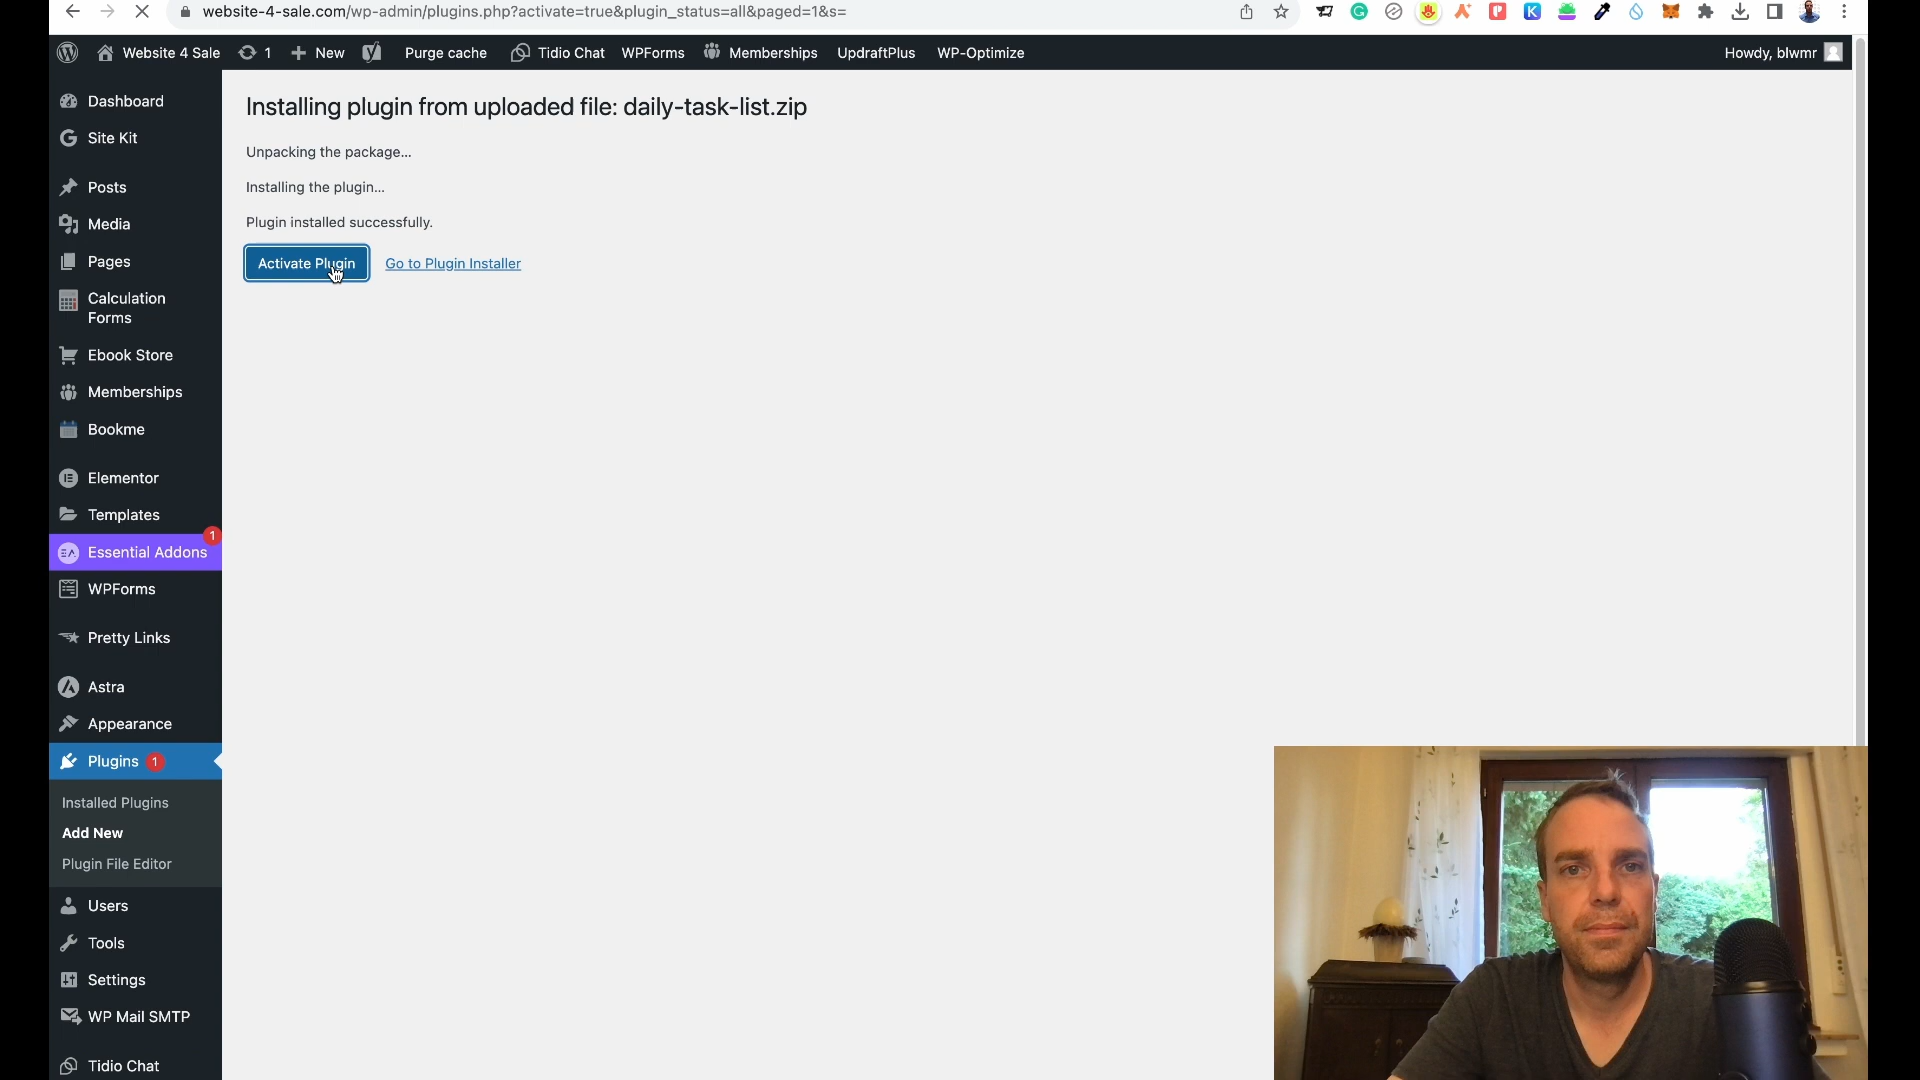 website-4-sale.com/wp-admin/plugins.php?activate=true&plugin_status=all&paged=1&s=
Website 4 Sale 1 New Purge cache Tidio Chat WPForms Memberships UpdraftPlus WP-Optimize Howdy, blwmr
Dashboard
Site Kit
Posts
Media
Pages
Calculation
Forms
Ebook Store
Memberships
Bookme
Elementor
Templates
1
Essential Addons
WPForms
Pretty Links
Astra
Appearance
Plugins 1
Installed Plugins
Add New
Plugin File Editor
Users
Tools
Settings
WP Mail SMTP
Tidio Chat
Installing plugin from uploaded file: daily-task-list.zip
Unpacking the package...
Installing the plugin...
Plugin installed successfully.
Activate Plugin Go to Plugin Installer